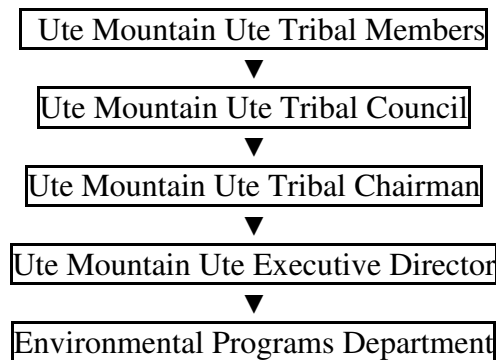 Ute Mountain Ute Tribal Members
▼
Ute Mountain Ute Tribal Council
▼
Ute Mountain Ute Tribal Chairman
▼
Ute Mountain Ute Executive Director
▼
Environmental Programs Department